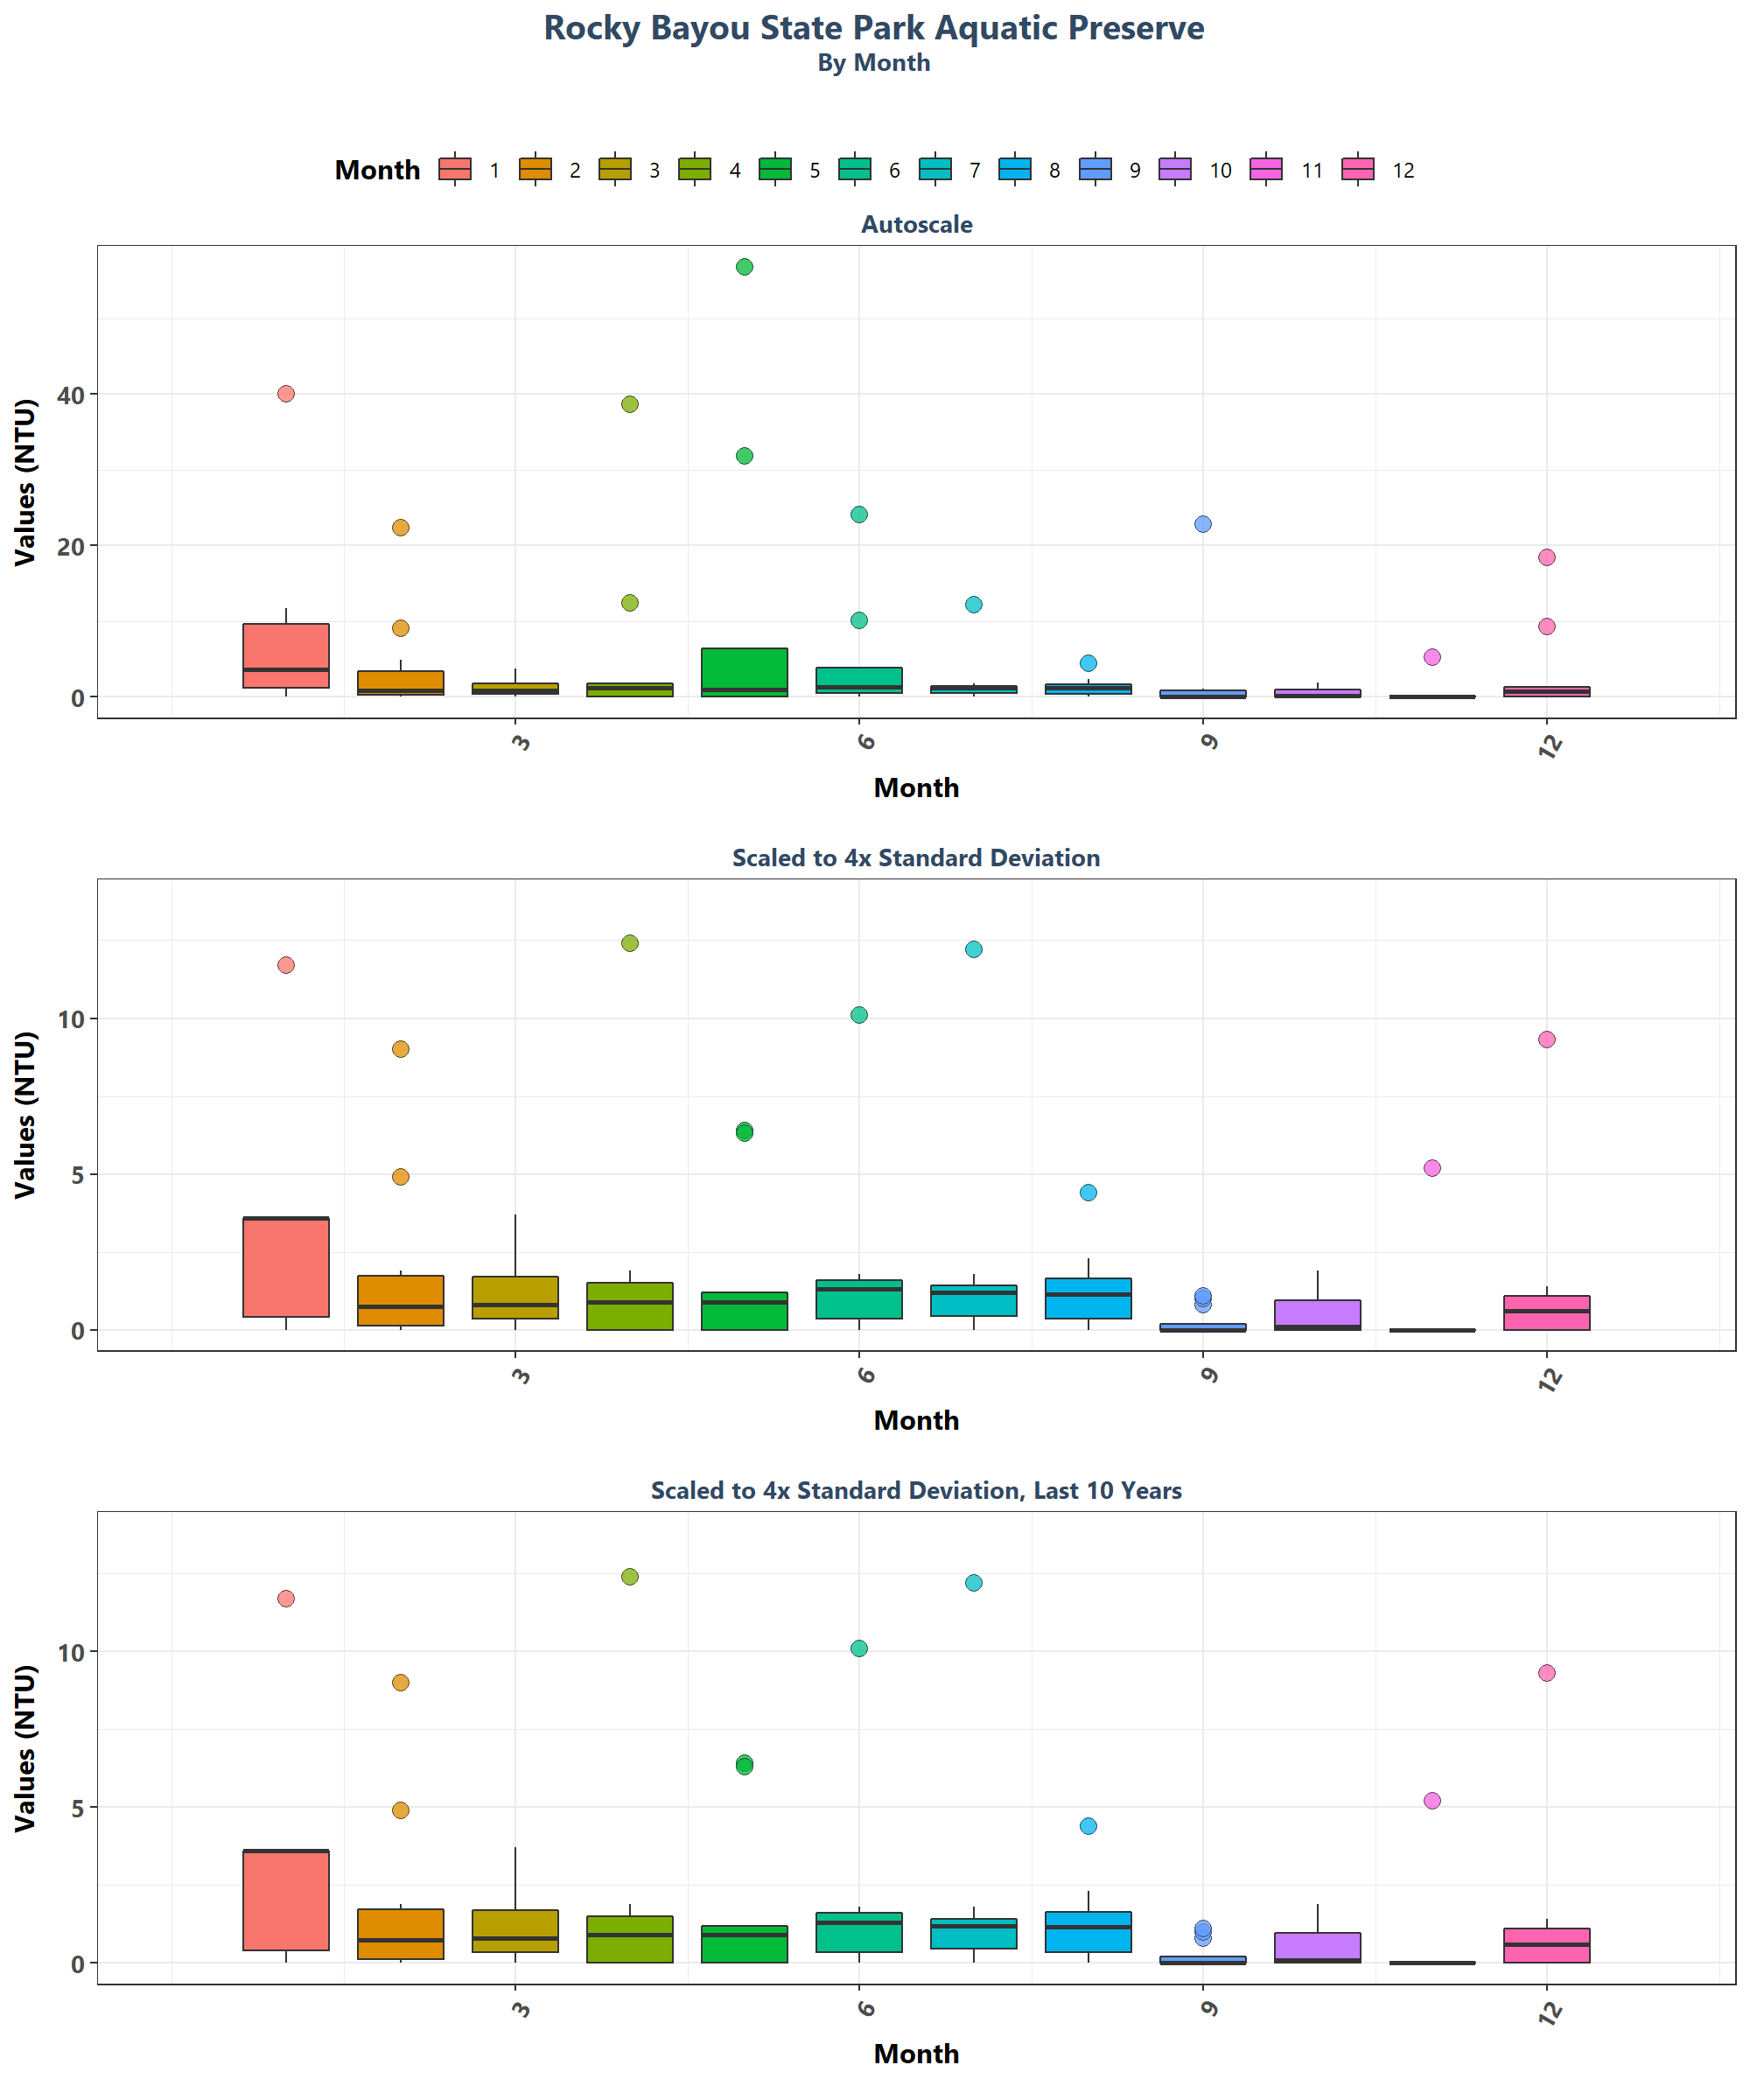 Rocky Bayou State Park Aquatic Preserve
By Month
Month 1 2 3 4 5 6 7 8 9 10 11 12
Autoscale
Values (NTU)
40
20
0
3 6 9 12
Month
Scaled to 4x Standard Deviation
Values (NTU)
10
5
0
3 6 9 12
Month
Scaled to 4x Standard Deviation, Last 10 Years
Values (NTU)
10
5
0
3 6 9 12
Month